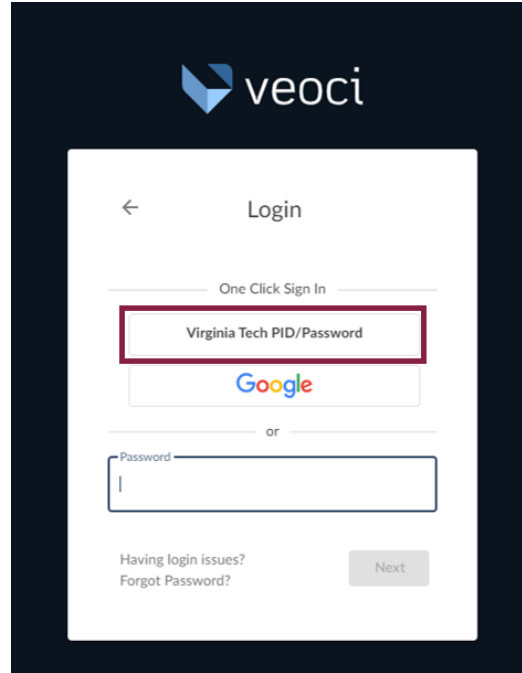 veoci
Login
One Click Sign In
Virginia Tech PID/Password
Google
or
Password
Having login issues?
Forgot Password?
Next